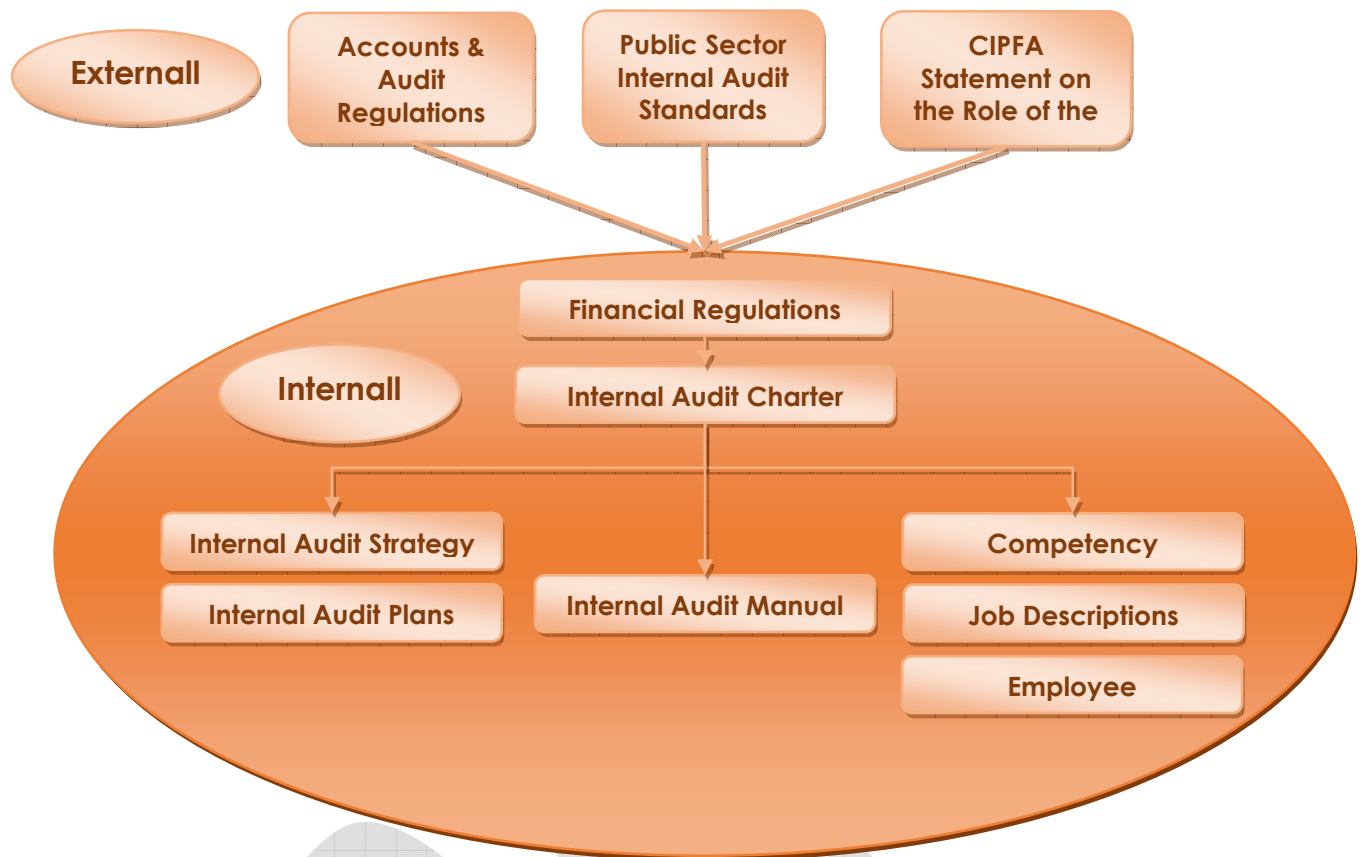 Externall
Accounts &
Audit
Regulations
Public Sector
Internal Audit
Standards
CIPFA
Statement on
the Role of the
Financial Regulations
Internall
Internal Audit Charter
Internal Audit Strategy
Competency
Internal Audit Plans
Internal Audit Manual
Job Descriptions
Employee